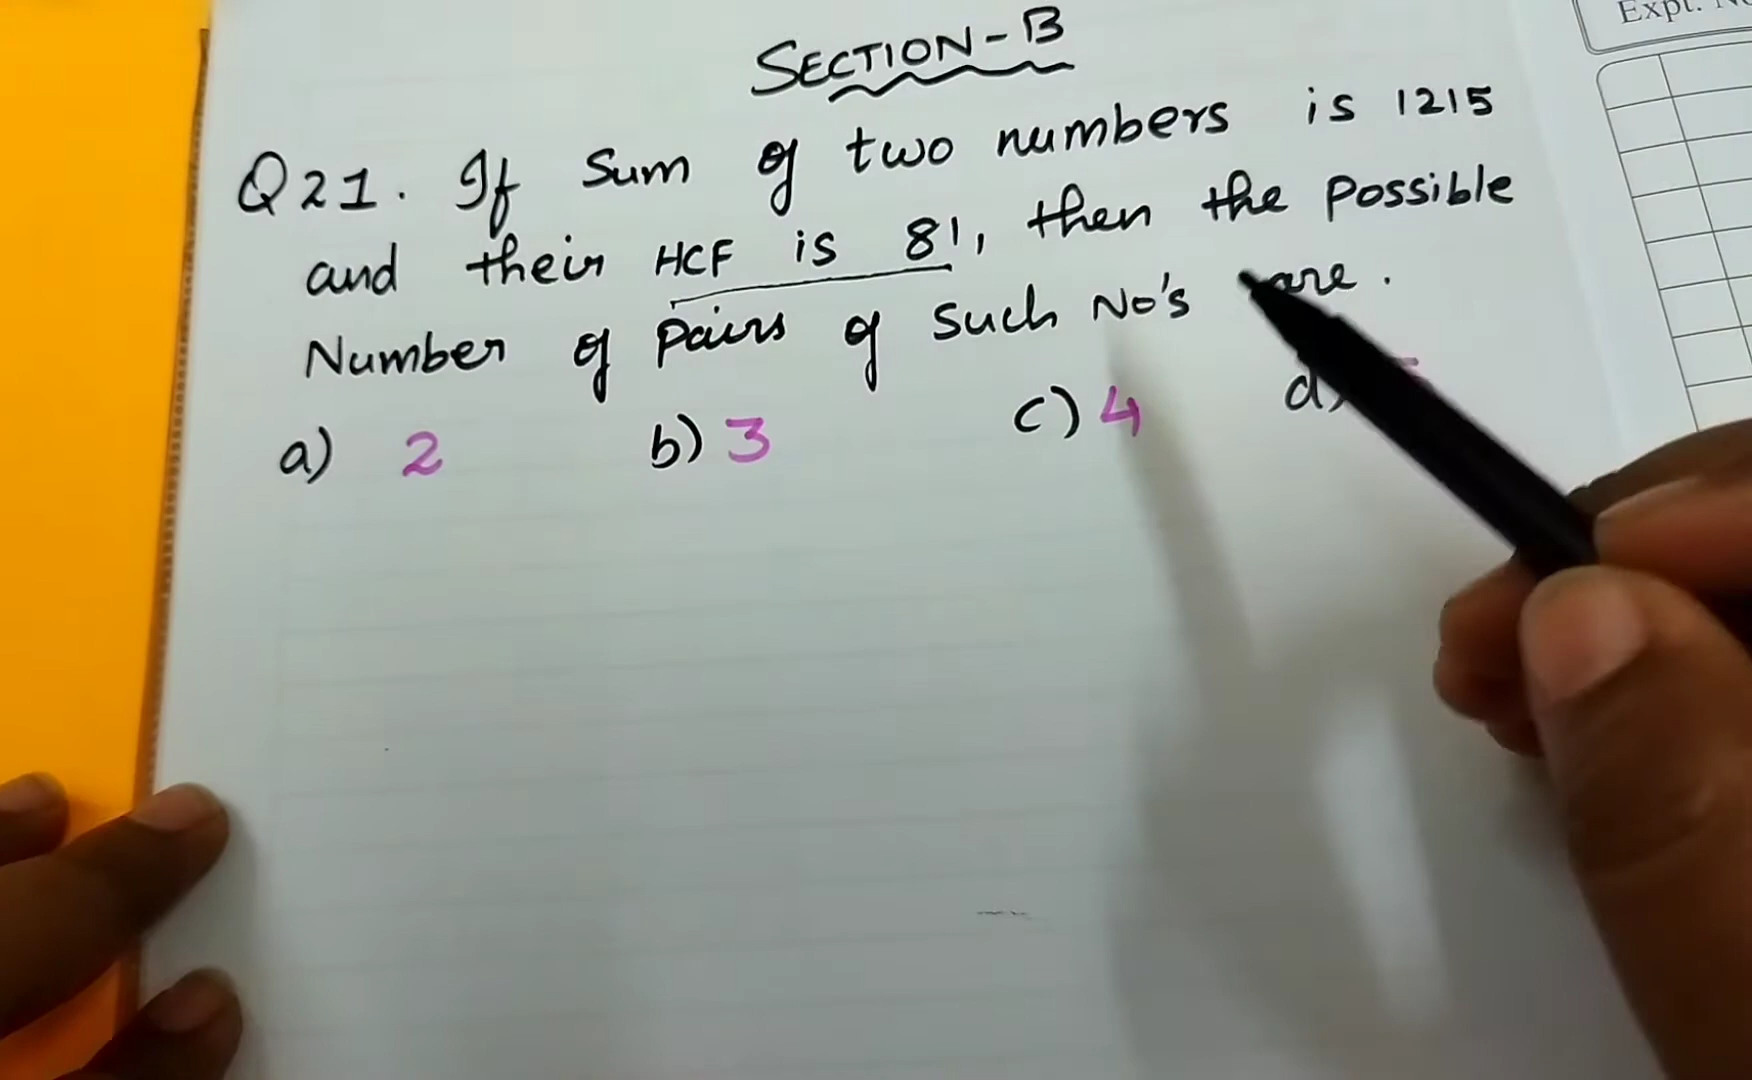 Expt.
SECTION-B
Q21. If Sum of two numbers is 1215
and their HCF is 81, then the possible
Number of pairs of such No's are.
a) 2 b) 3 c) 4 d)